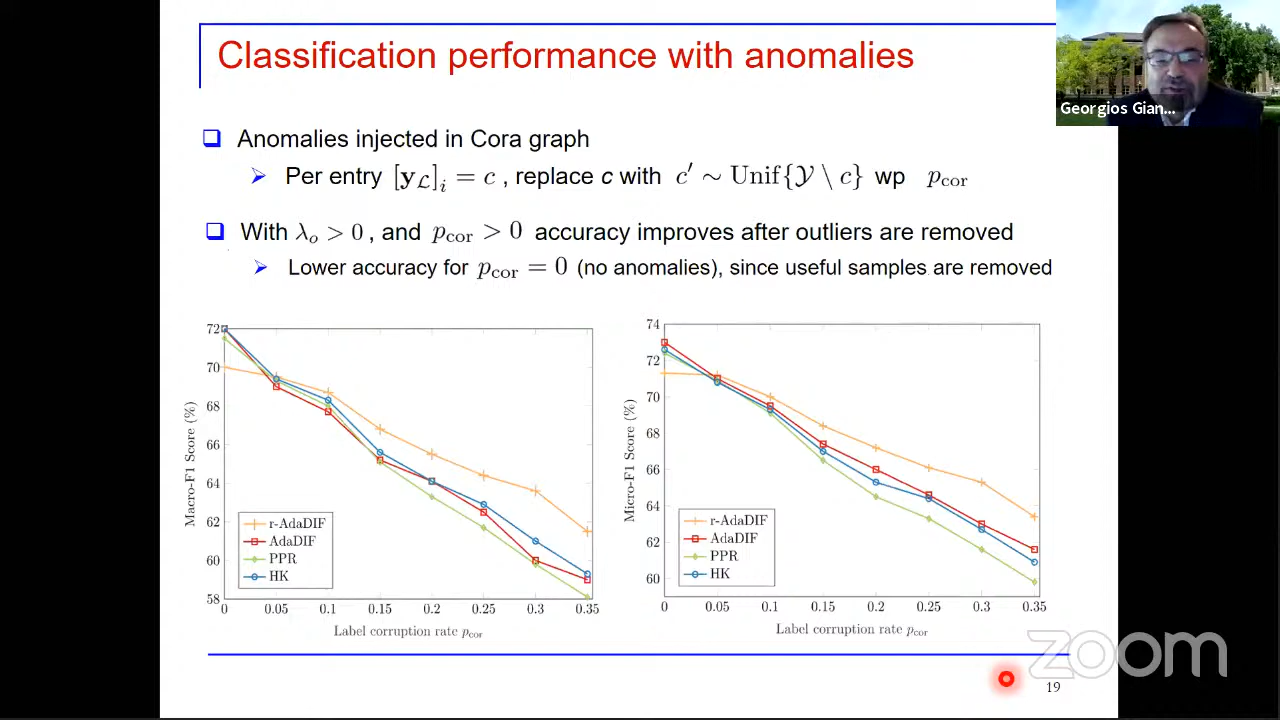 Classification performance with anomalies
Georgios Gian...
❑ Anomalies injected in Cora graph
➢ Per entry [y_ℒ]_i = c , replace c with c′ ∼ Unif{𝒴 \ c} wp p_cor
❑ With λ_o > 0 , and p_cor > 0 accuracy improves after outliers are removed
➢ Lower accuracy for p_cor = 0 (no anomalies), since useful samples are removed
72
70
68
66
64
62
60
58
Macro-F1 Score (%)
r-AdaDIF
AdaDIF
PPR
HK
0 0.05 0.1 0.15 0.2 0.25 0.3 0.35
Label corruption rate p_cor
74
72
70
68
66
64
62
60
Micro-F1 Score (%)
r-AdaDIF
AdaDIF
PPR
HK
0 0.05 0.1 0.15 0.2 0.25 0.3 0.35
Label corruption rate p_cor
zoom
19